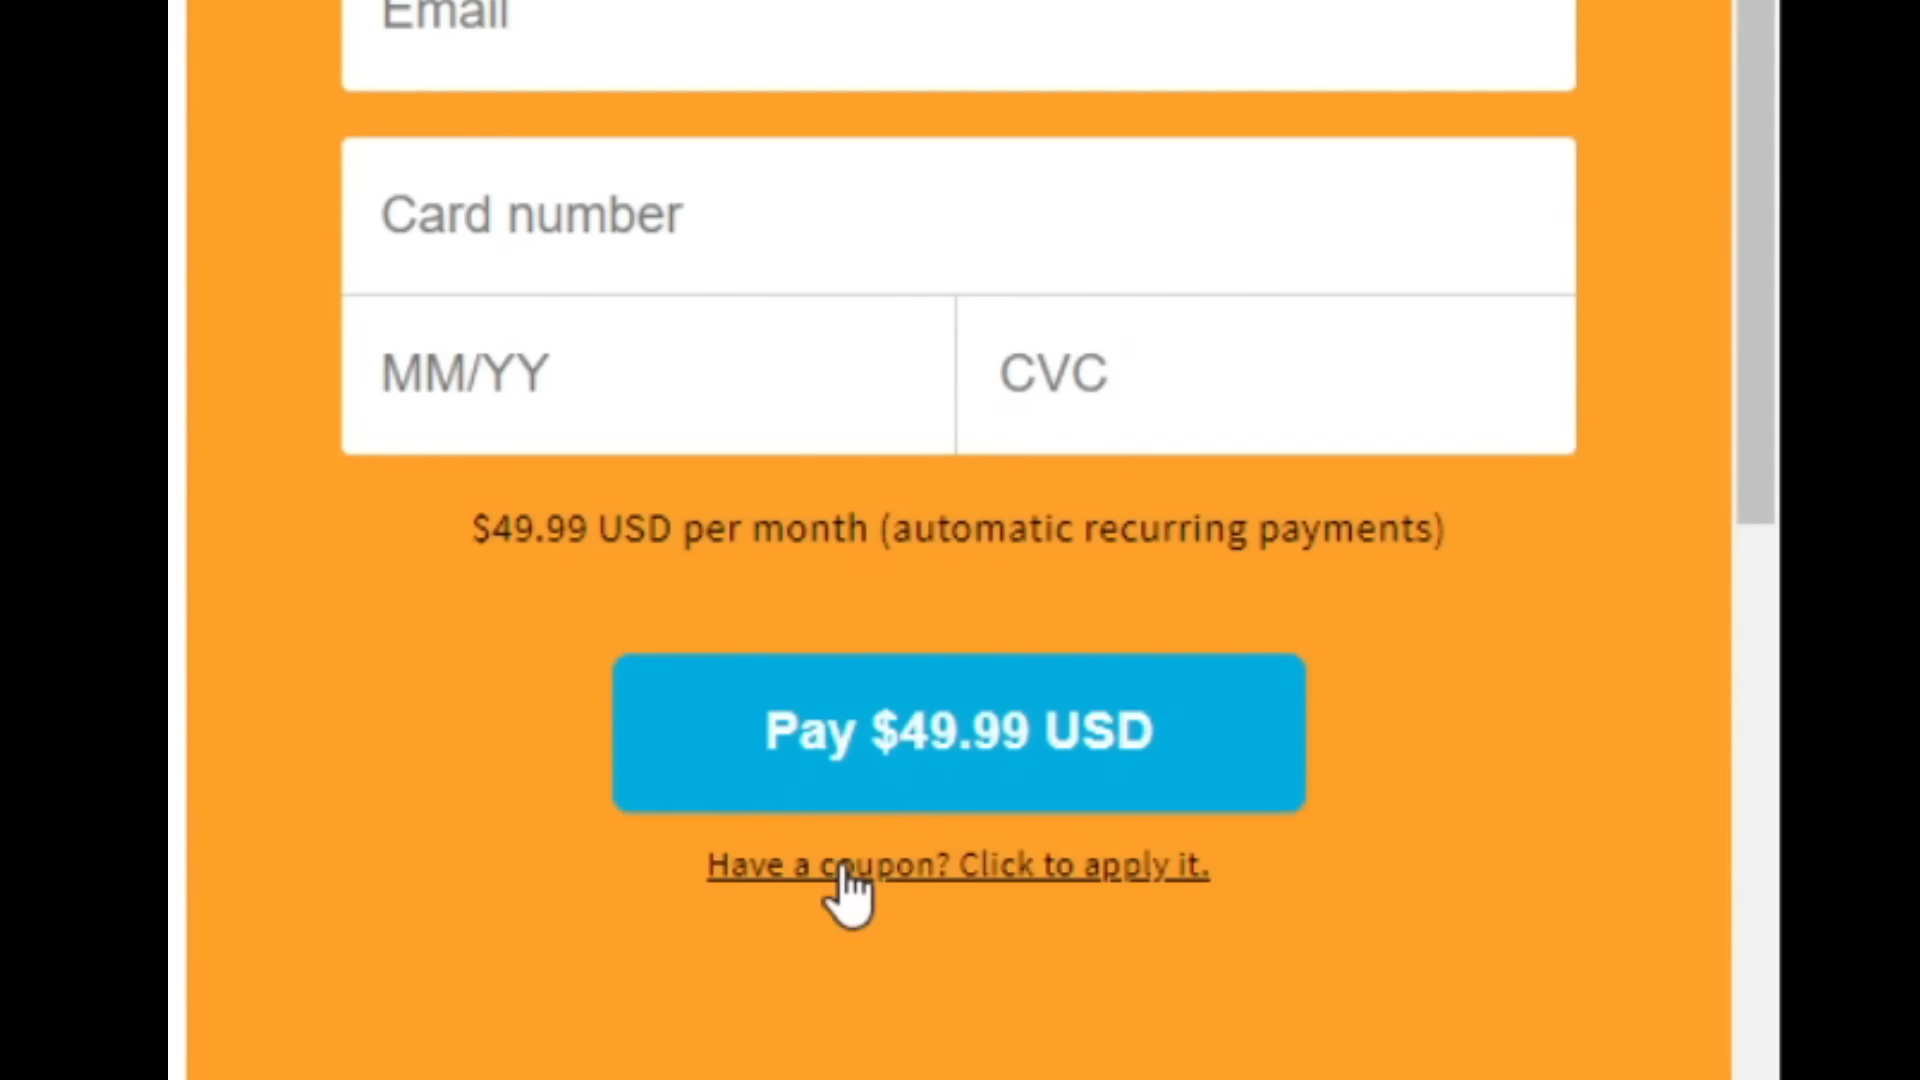 Email
Card number
MM/YY
CVC
$49.99 USD per month (automatic recurring payments)
Pay $49.99 USD
Have a coupon? Click to apply it.